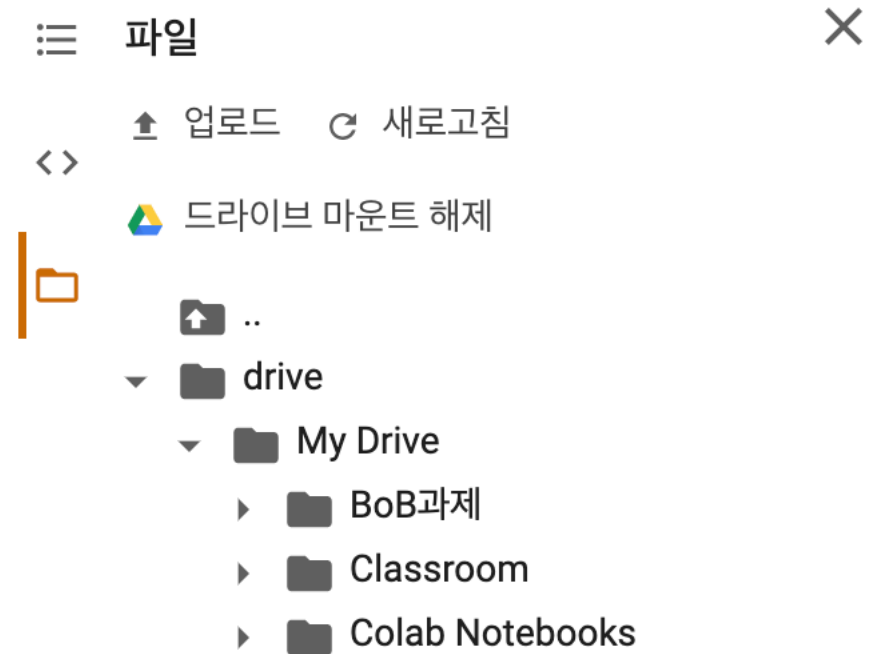 파일
업로드 새로고침
드라이브 마운트 해제
..
drive
My Drive
BoB과제
Classroom
Colab Notebooks